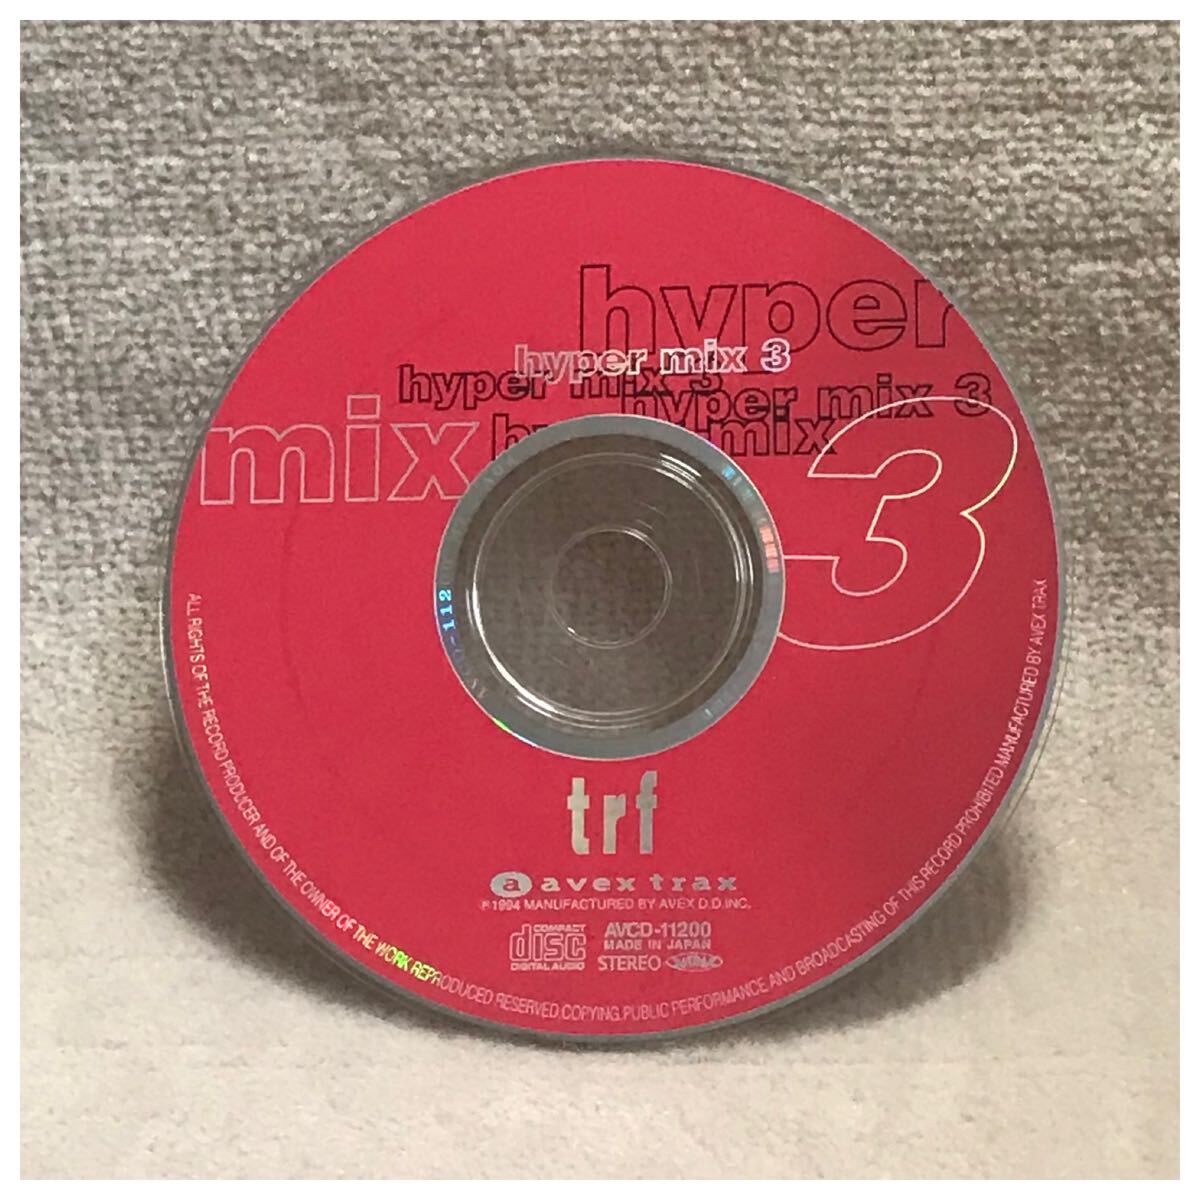 hyper
hyper mix 3
hyper mix 3
hyper mix 3
mix
mix
3
-112
trf
a avex trax
℗1994 MANUFACTURED BY AVEX D.D.INC.
COMPACT
disc
DIGITAL AUDIO
AVCD-11200
MADE IN JAPAN
STEREO
ALL RIGHTS OF THE RECORD PRODUCER AND OF THE OWNER OF THE WORK REPRODUCED RESERVED.COPYING,PUBLIC PERFORMANCE AND BROADCASTING OF THIS RECORD PROHIBITED MANUFACTURED BY AVEX TRAX